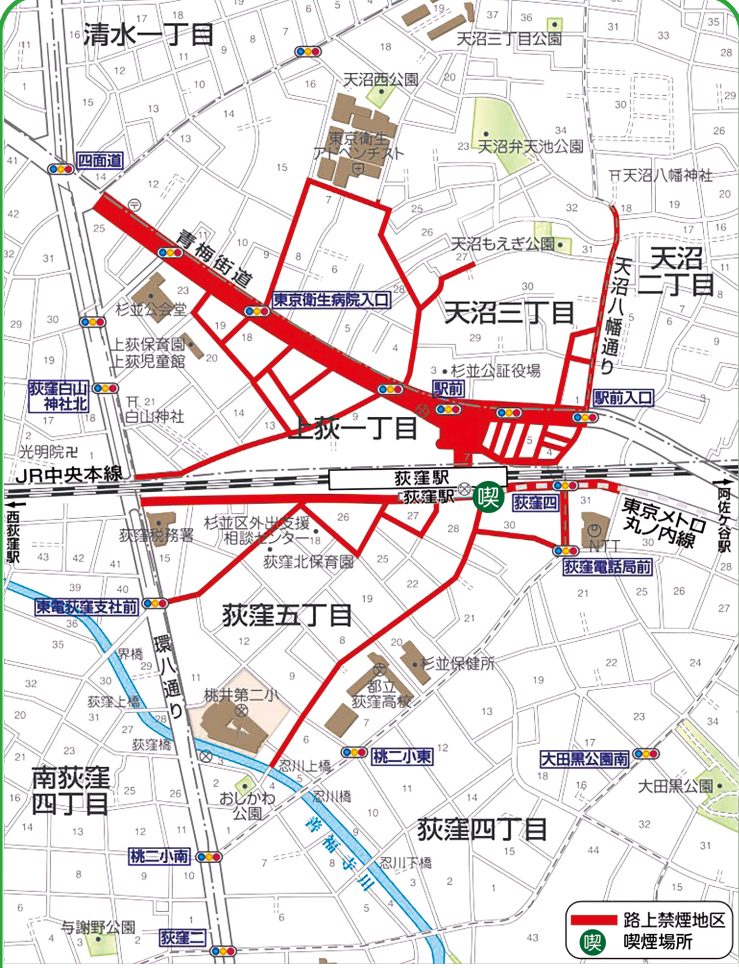 清水一丁目
天沼三丁目公園
天沼西公園
東京衛生
アドベンチスト
天沼弁天池公園
四面道
天沼八幡神社
青梅街道
天沼もえぎ公園
天沼
二丁目
天沼八幡通り
東京衛生病院入口
天沼三丁目
杉並公会堂
上荻保育園
上荻児童館
杉並公証役場
荻窪白山
神社北
駅前
駅前入口
白山神社
上荻一丁目
光明院
JR中央本線
荻窪駅
荻窪駅
喫
荻窪四
阿佐ケ谷駅
西荻窪駅
東京メトロ
丸ノ内線
荻窪税務署
杉並区外出支援
相談センター
荻窪北保育園
NTT
荻窪電話局前
東電荻窪支社前
荻窪五丁目
環八通り
界橋
杉並保健所
都立
荻窪高校
桃井第二小
荻窪上橋
荻窪橋
忍川上橋
桃二小東
大田黒公園南
南荻窪
四丁目
おしかわ
公園
忍川橋
大田黒公園
善福寺川
荻窪四丁目
桃二小南
忍川下橋
与謝野公園
荻窪二
路上禁煙地区
喫 喫煙場所